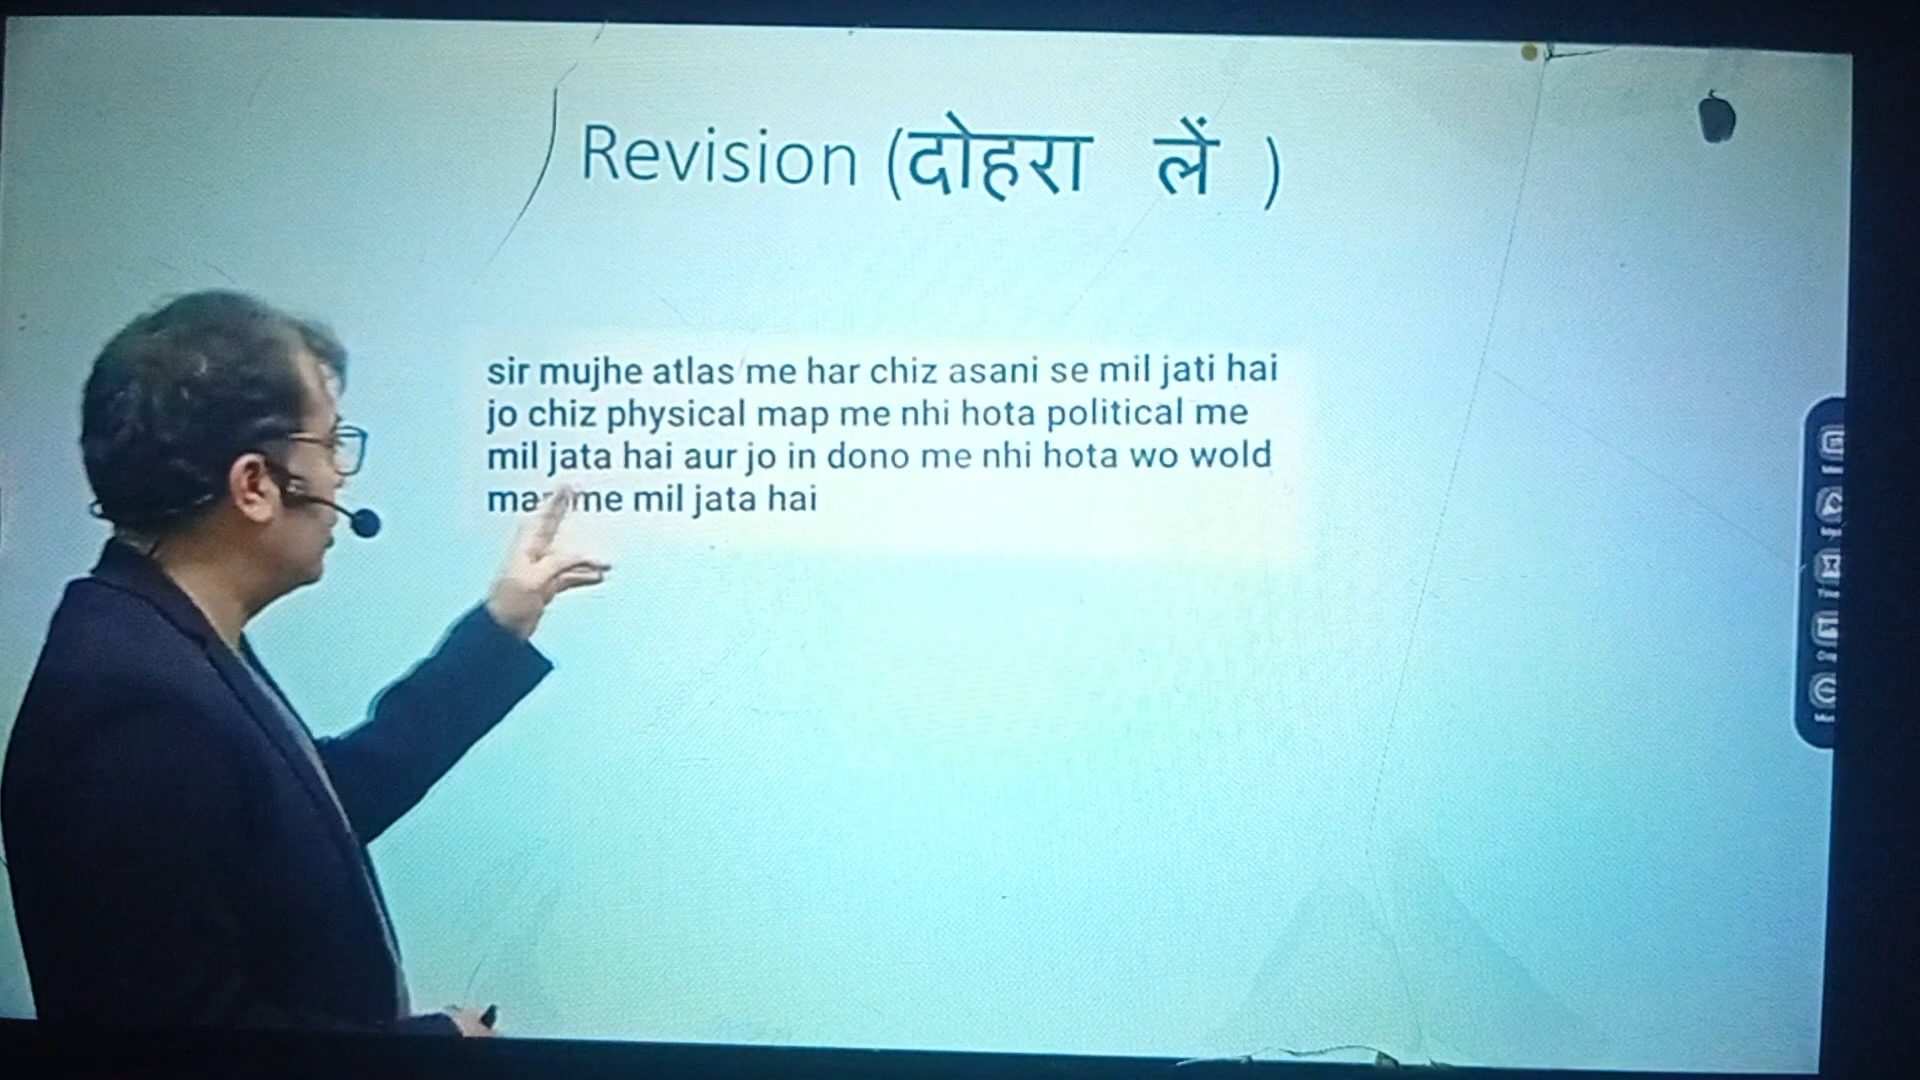 Revision (दोहरा लें )
sir mujhe atlas me har chiz asani se mil jati hai
jo chiz physical map me nhi hota political me
mil jata hai aur jo in dono me nhi hota wo wold
me mil jata hai